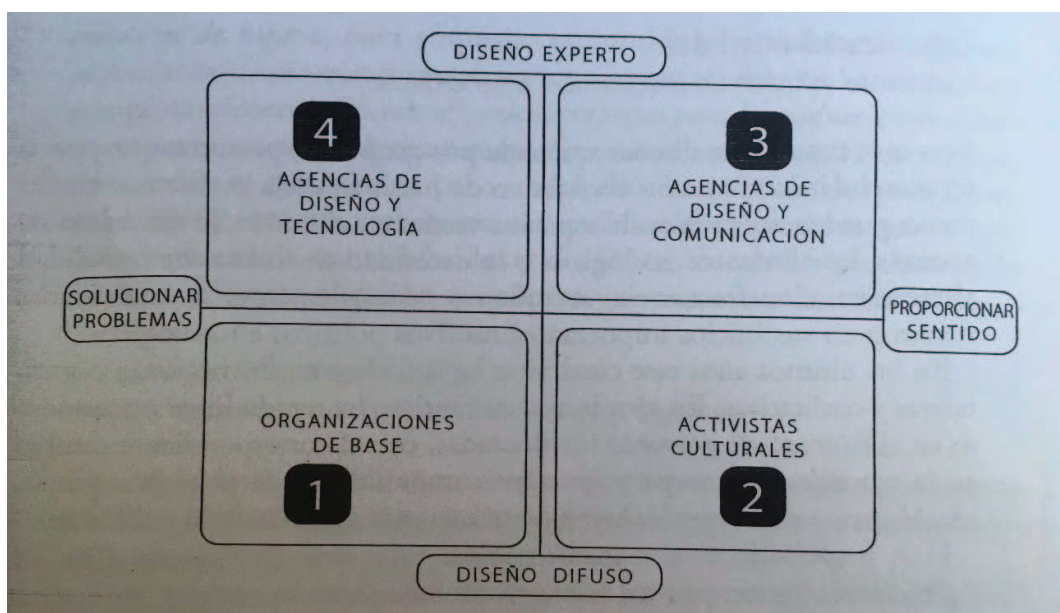 DISEÑO EXPERTO
4
AGENCIAS DE
DISEÑO Y
TECNOLOGÍA
3
AGENCIAS DE
DISEÑO Y
COMUNICACIÓN
SOLUCIONAR
PROBLEMAS
PROPORCIONAR
SENTIDO
ORGANIZACIONES
DE BASE
1
ACTIVISTAS
CULTURALES
2
DISEÑO DIFUSO